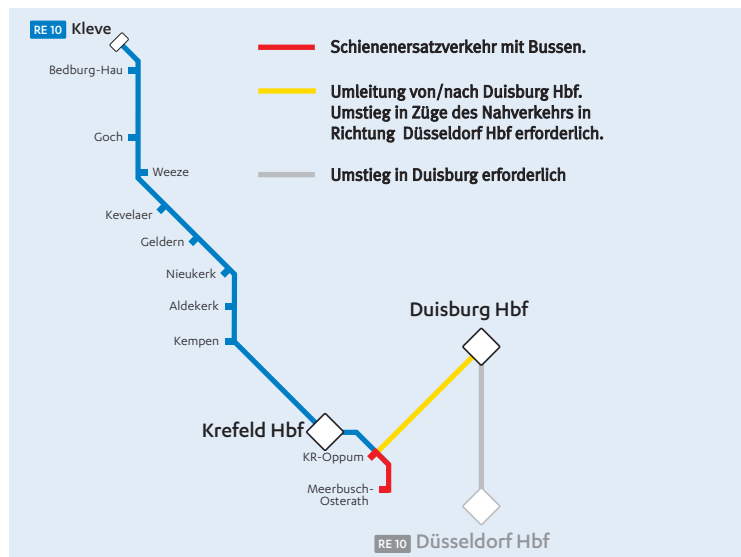 RE 10 Kleve
Bedburg-Hau
Goch
Weeze
Kevelaer
Geldern
Nieukerk
Aldekerk
Kempen
Krefeld Hbf
KR-Oppum
Meerbusch-
Osterath
Schienenersatzverkehr mit Bussen.
Umleitung von/nach Duisburg Hbf.
Umstieg in Züge des Nahverkehrs in
Richtung Düsseldorf Hbf erforderlich.
Umstieg in Duisburg erforderlich
Duisburg Hbf
RE 10 Düsseldorf Hbf